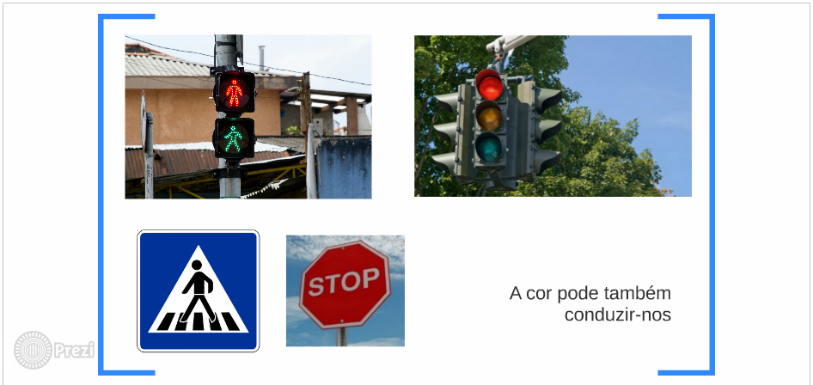 STOP
A cor pode também
conduzir-nos
Prezi